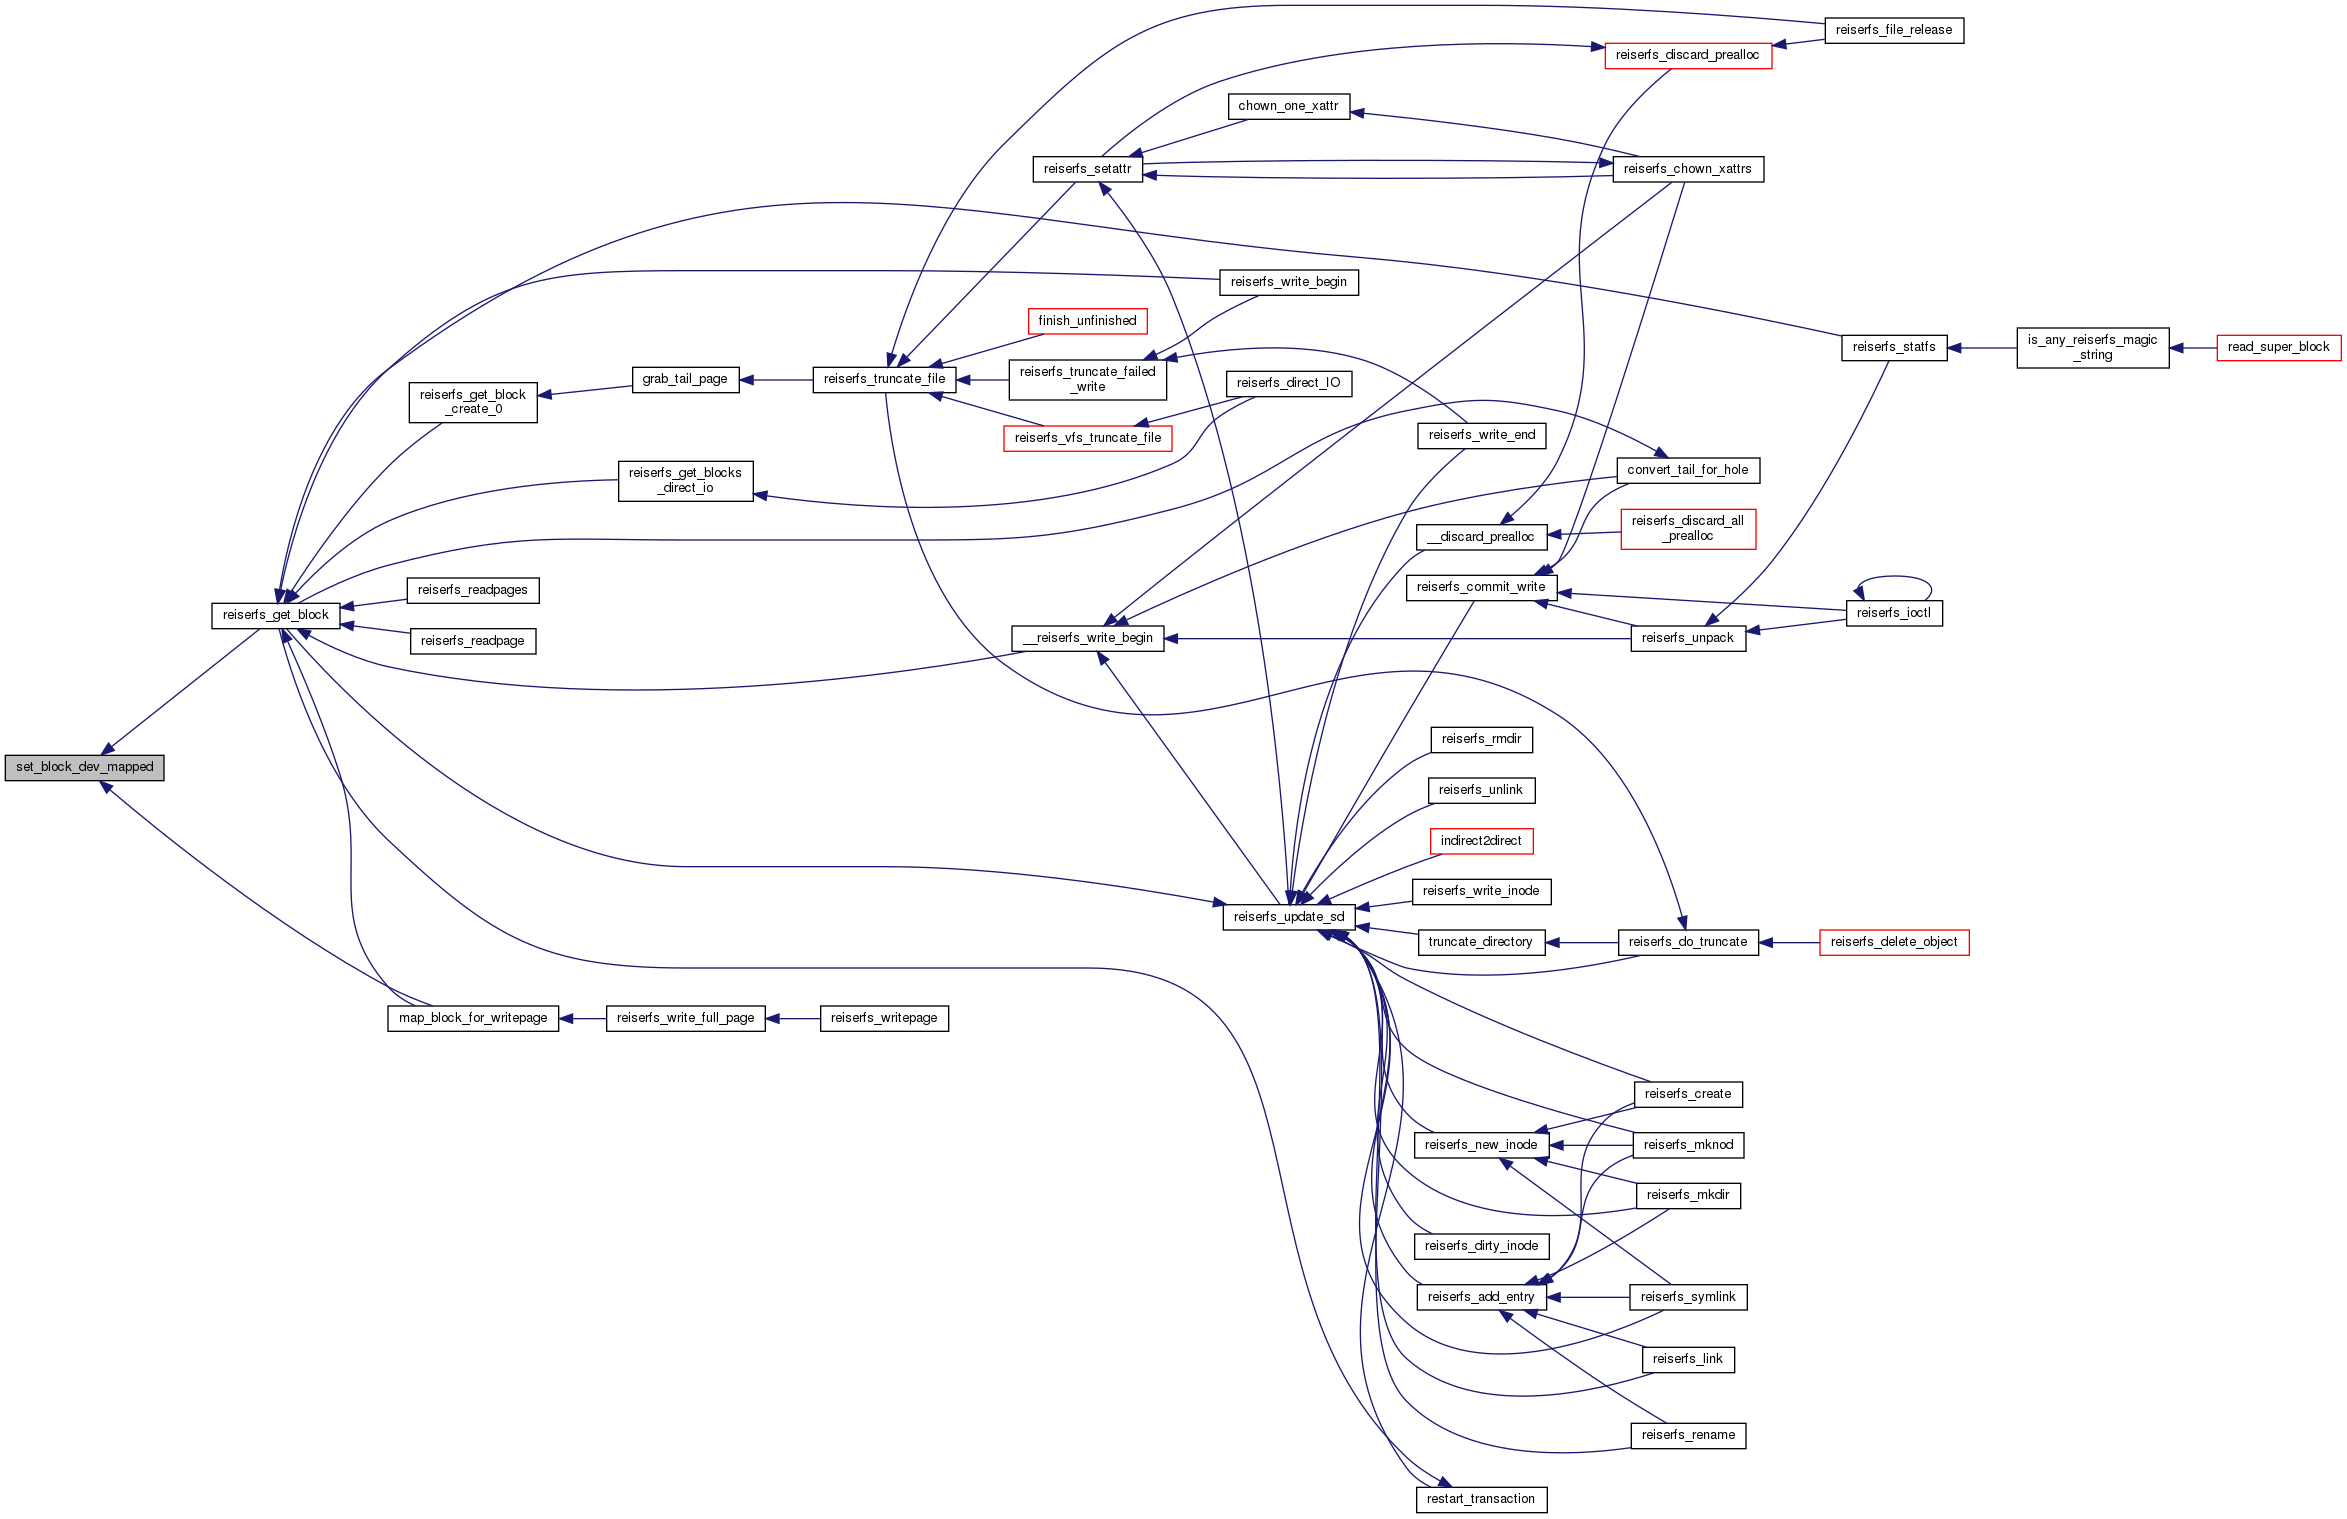 reiserfs_file_release
reiserfs_discard_prealloc
chown_one_xattr
reiserfs_setattr
reiserfs_chown_xattrs
reiserfs_write_begin
finish_unfinished
reiserfs_statfs
is_any_reiserfs_magic
_string
read_super_block
grab_tail_page
reiserfs_truncate_file
reiserfs_truncate_failed
_write
reiserfs_direct_IO
reiserfs_get_block
_create_0
reiserfs_vfs_truncate_file
reiserfs_write_end
reiserfs_get_blocks
_direct_io
convert_tail_for_hole
__discard_prealloc
reiserfs_discard_all
_prealloc
reiserfs_readpages
reiserfs_commit_write
reiserfs_get_block
reiserfs_ioctl
reiserfs_readpage
__reiserfs_write_begin
reiserfs_unpack
reiserfs_rmdir
set_block_dev_mapped
reiserfs_unlink
indirect2direct
reiserfs_write_inode
reiserfs_update_sd
truncate_directory
reiserfs_do_truncate
reiserfs_delete_object
map_block_for_writepage
reiserfs_write_full_page
reiserfs_writepage
reiserfs_create
reiserfs_new_inode
reiserfs_mknod
reiserfs_mkdir
reiserfs_dirty_inode
reiserfs_add_entry
reiserfs_symlink
reiserfs_link
reiserfs_rename
restart_transaction